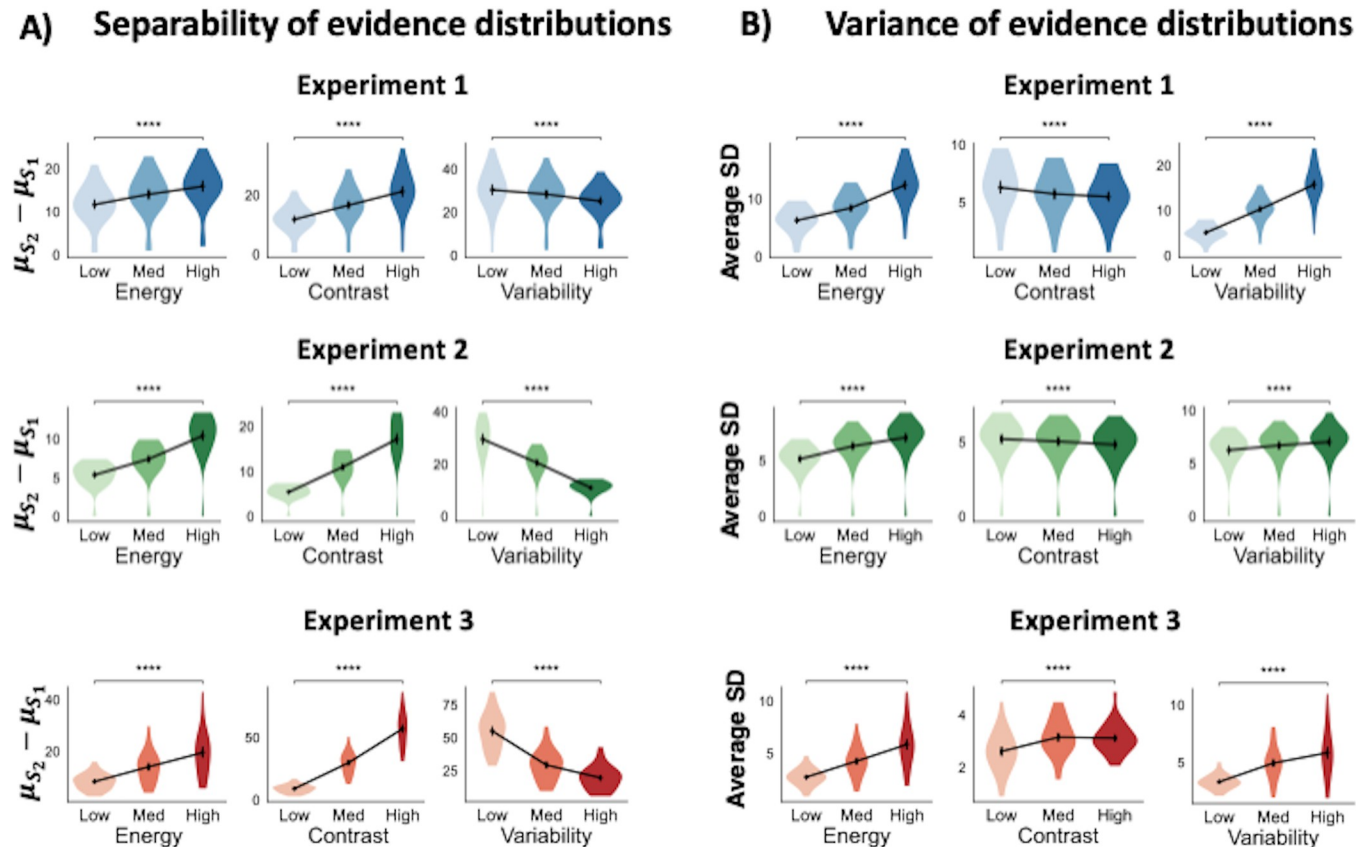 A) Separability of evidence distributions
Experiment 1
μS2 − μS1
**** **** ****
20 10 0
20 0
40 20 0
Low Med High Low Med High Low Med High
Energy Contrast Variability
Experiment 2
μS2 − μS1
**** **** ****
10 5 0
20 10 0
40 20 0
Low Med High Low Med High Low Med High
Energy Contrast Variability
Experiment 3
μS2 − μS1
**** **** ****
40 20
50 0
75 50 25
Low Med High Low Med High Low Med High
Energy Contrast Variability
B) Variance of evidence distributions
Experiment 1
Average SD
**** **** ****
10 0
10 5
20 10 0
Low Med High Low Med High Low Med High
Energy Contrast Variability
Experiment 2
Average SD
**** **** ****
5 0
5 0
10 5 0
Low Med High Low Med High Low Med High
Energy Contrast Variability
Experiment 3
Average SD
**** **** ****
10 5
4 2
10 5
Low Med High Low Med High Low Med High
Energy Contrast Variability